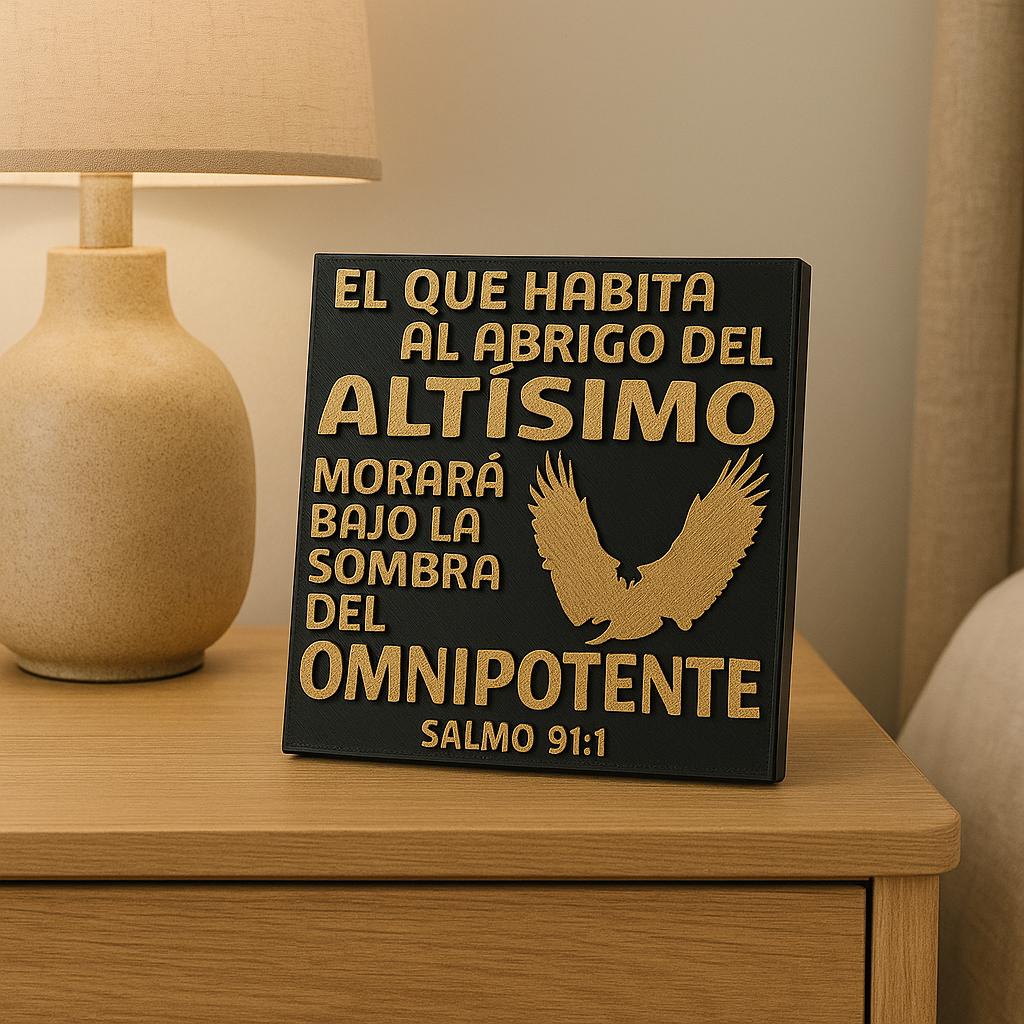 EL QUE HABITA
AL ABRIGO DEL
ALTÍSIMO
MORARÁ
BAJO LA
SOMBRA
DEL
OMNIPOTENTE
SALMO 91:1